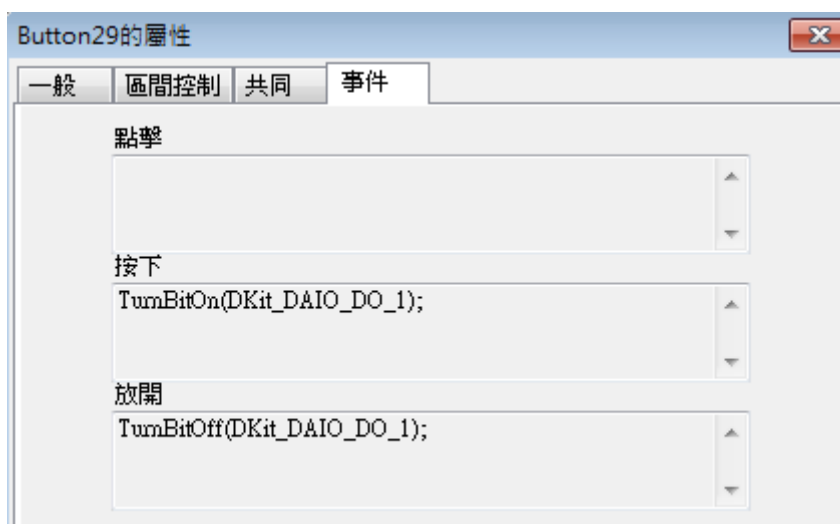 Button29的屬性
一般
區間控制
共同
事件
點擊
按下
TurnBitOn(DKit_DAIO_DO_1);
放開
TurnBitOff(DKit_DAIO_DO_1);